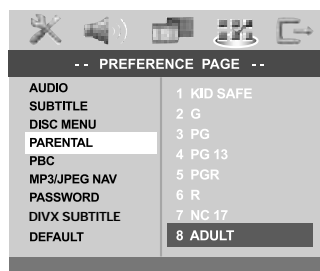 -- PREFERENCE PAGE --
AUDIO
SUBTITLE
DISC MENU
PARENTAL
PBC
MP3/JPEG NAV
PASSWORD
DIVX SUBTITLE
DEFAULT
1 KID SAFE
2 G
3 PG
4 PG 13
5 PGR
6 R
7 NC 17
8 ADULT